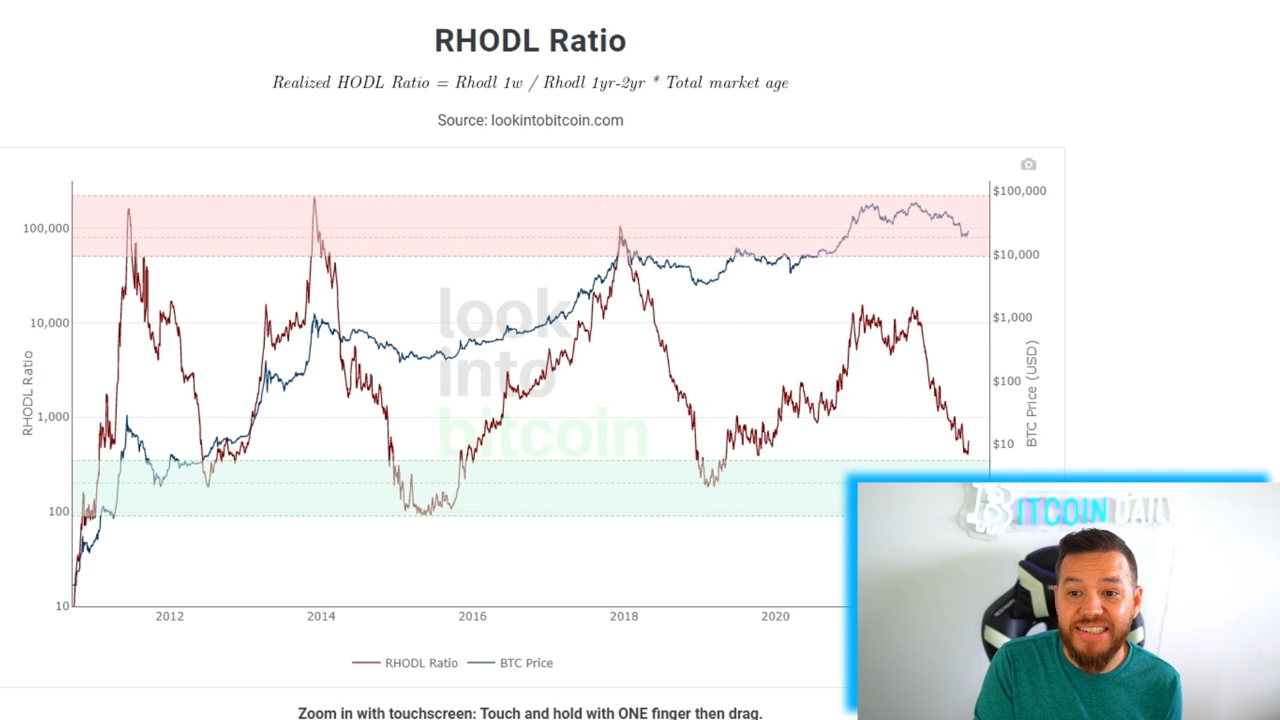 RHODL Ratio
Realized HODL Ratio = Rhodl 1w / Rhodl 1yr-2yr * Total market age
Source: lookintobitcoin.com
100,000
10,000
1,000
100
10
RHODL Ratio
$100,000
$10,000
$1,000
$100
$10
BTC Price (USD)
look
into
bitcoin
2012
2014
2016
2018
2020
RHODL Ratio
BTC Price
BITCOIN DAILY
Zoom in with touchscreen: Touch and hold with ONE finger then drag.